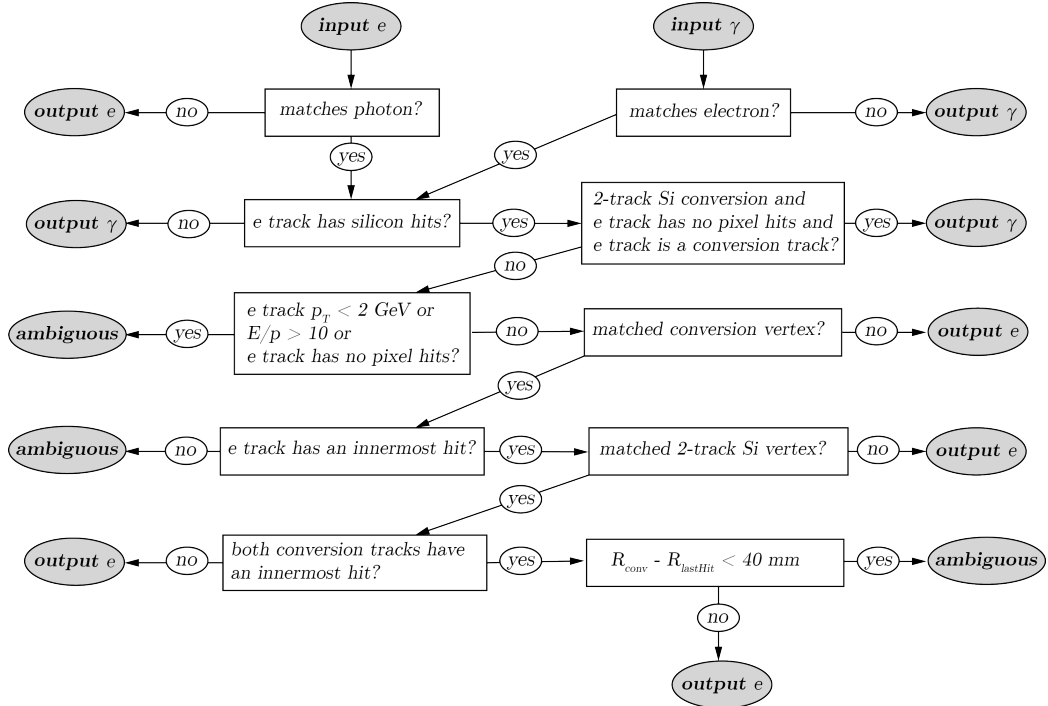 input e
input γ
output e
no
matches photon?
matches electron?
no
output γ
yes
yes
output γ
no
e track has silicon hits?
yes
2-track Si conversion and
e track has no pixel hits and
e track is a conversion track?
yes
output γ
no
ambiguous
yes
e track pT < 2 GeV or
E/p > 10 or
e track has no pixel hits?
no
matched conversion vertex?
no
output e
yes
ambiguous
no
e track has an innermost hit?
yes
matched 2-track Si vertex?
no
output e
yes
output e
no
both conversion tracks have
an innermost hit?
yes
Rconv - RlastHit < 40 mm
yes
ambiguous
no
output e